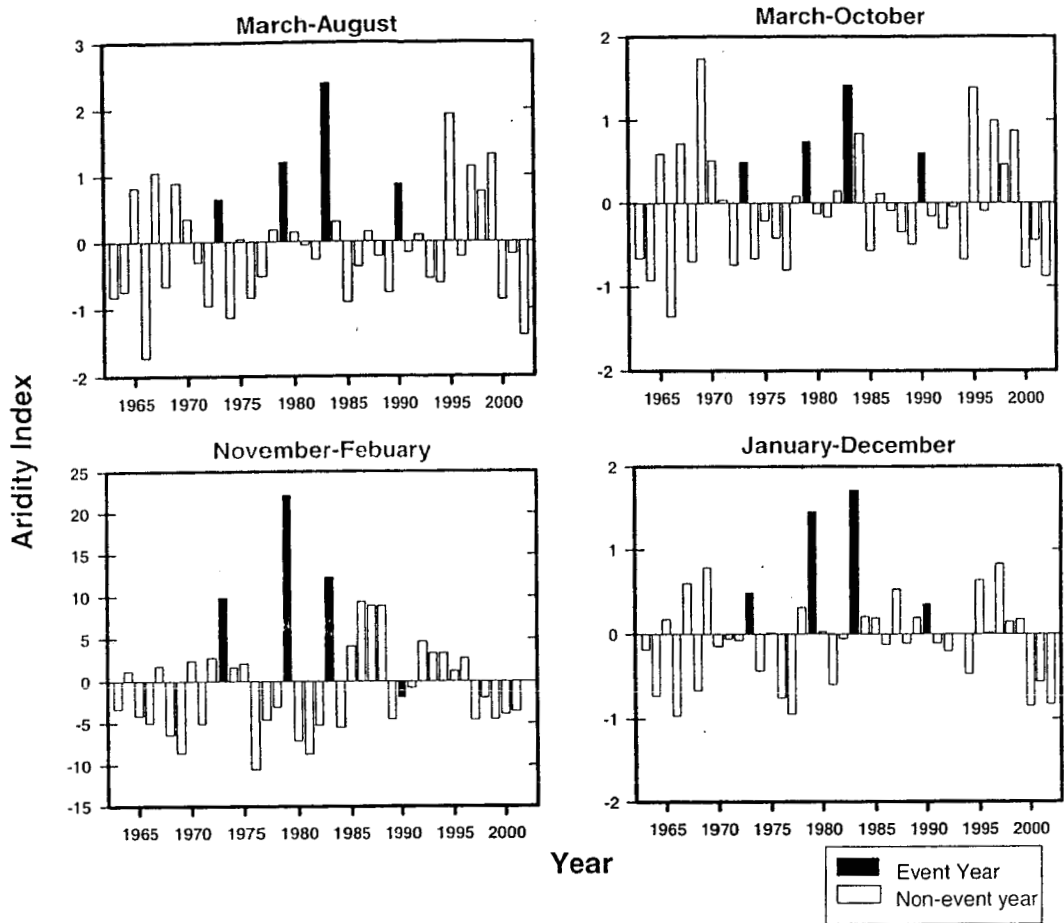 March-August
3
2
1
0
-1
-2
1965 1970 1975 1980 1985 1990 1995 2000
March-October
2
1
0
-1
-2
1965 1970 1975 1980 1985 1990 1995 2000
Aridity Index
November-Febuary
25
20
15
10
5
0
-5
-10
-15
1965 1970 1975 1980 1985 1990 1995 2000
January-December
2
1
0
-1
-2
1965 1970 1975 1980 1985 1990 1995 2000
Year
Event Year
Non-event year